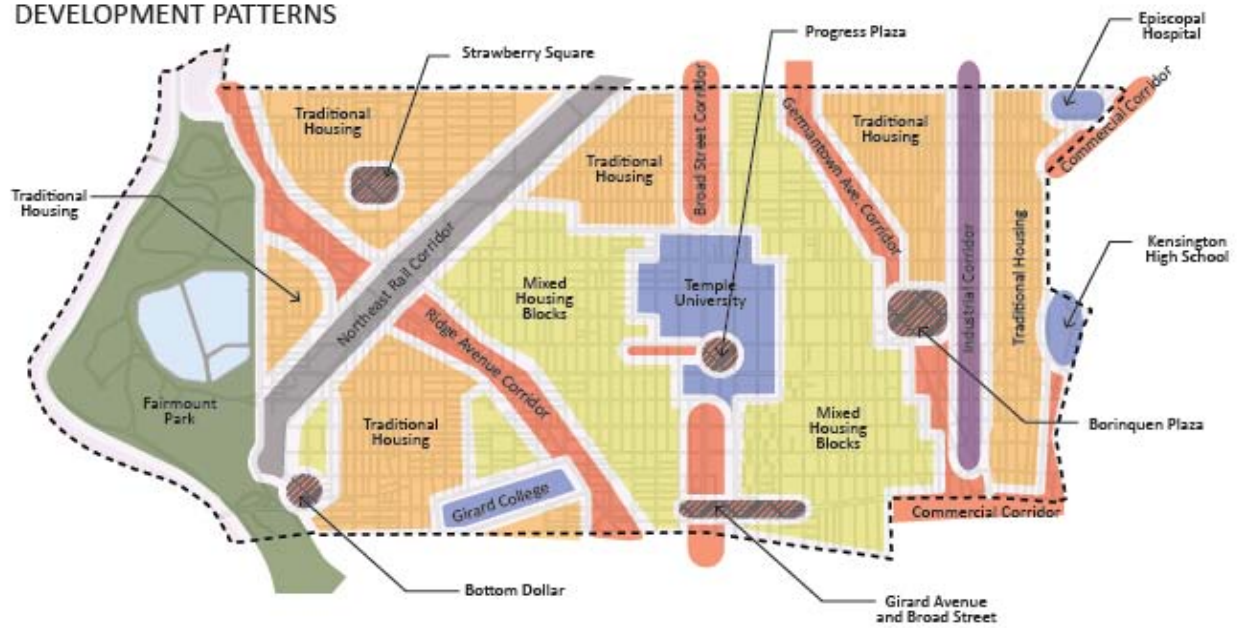 DEVELOPMENT PATTERNS
Strawberry Square
Progress Plaza
Episcopal
Hospital
Traditional
Housing
Traditional
Housing
Traditional
Housing
Broad Street Corridor
Germantown Ave. Corridor
Traditional
Housing
Commercial Corridor
Traditional
Housing
Northeast Rail Corridor
Mixed
Housing
Blocks
Temple
University
Industrial Corridor
Traditional Housing
Kensington
High School
Fairmount
Park
Ridge Avenue Corridor
Traditional
Housing
Mixed
Housing
Blocks
Borinquen Plaza
Girard College
Commercial Corridor
Bottom Dollar
Girard Avenue
and Broad Street